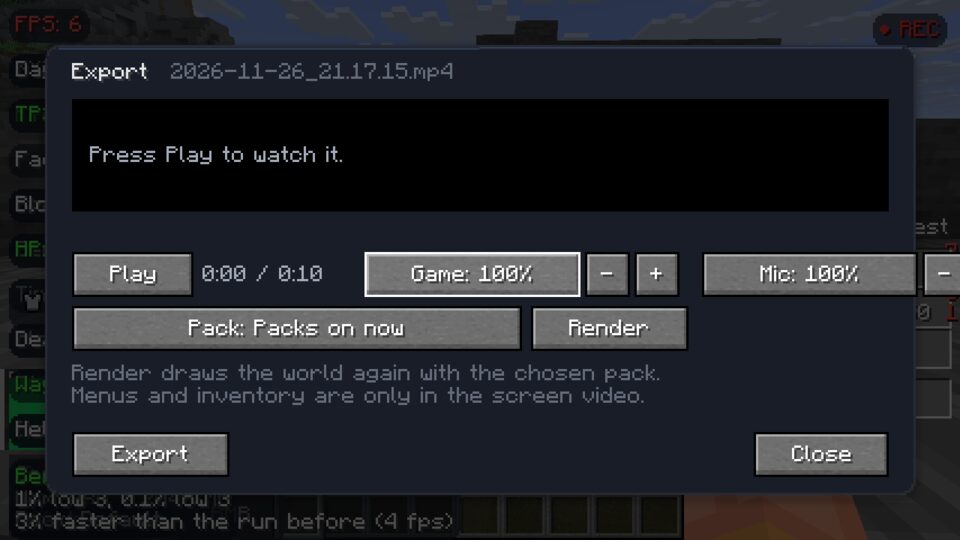 FPS: 6
REC
Export 2026-11-26_21.17.15.mp4
Press Play to watch it.
Play 0:00 / 0:10 Game: 100% - + Mic: 100% -
Pack: Packs on now Render
Render draws the world again with the chosen pack.
Menus and inventory are only in the screen video.
Export Close
1% low 3, 0.1% low 3
3% faster than the run before (4 fps)